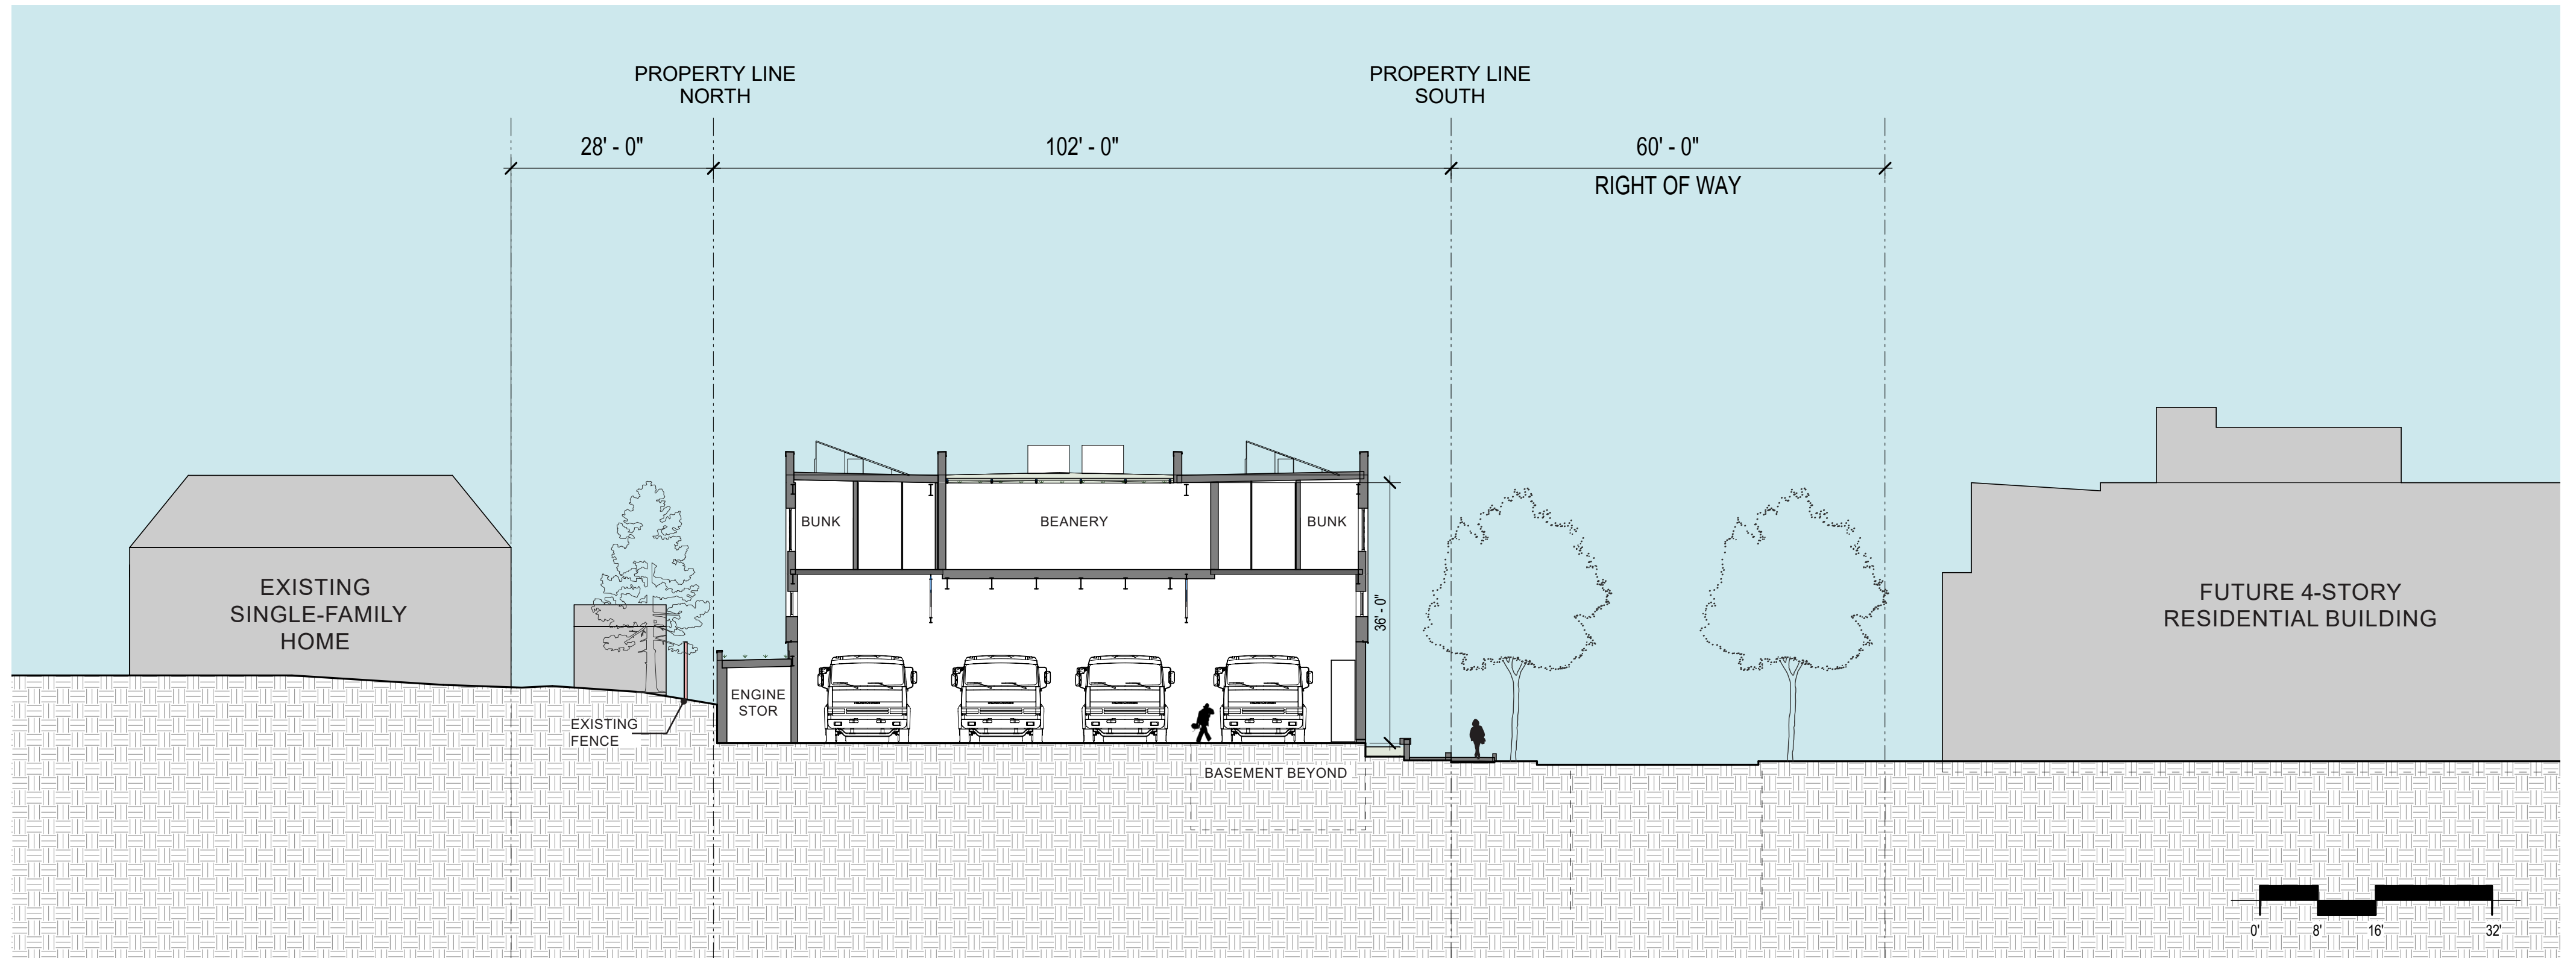 PROPERTY LINE
NORTH
PROPERTY LINE
SOUTH
28' - 0"
102' - 0"
60' - 0"
RIGHT OF WAY
BUNK
BEANERY
BUNK
EXISTING
SINGLE-FAMILY
HOME
36' - 0"
FUTURE 4-STORY
RESIDENTIAL BUILDING
ENGINE
STOR
EXISTING
FENCE
BASEMENT BEYOND
0' 8' 16' 32'